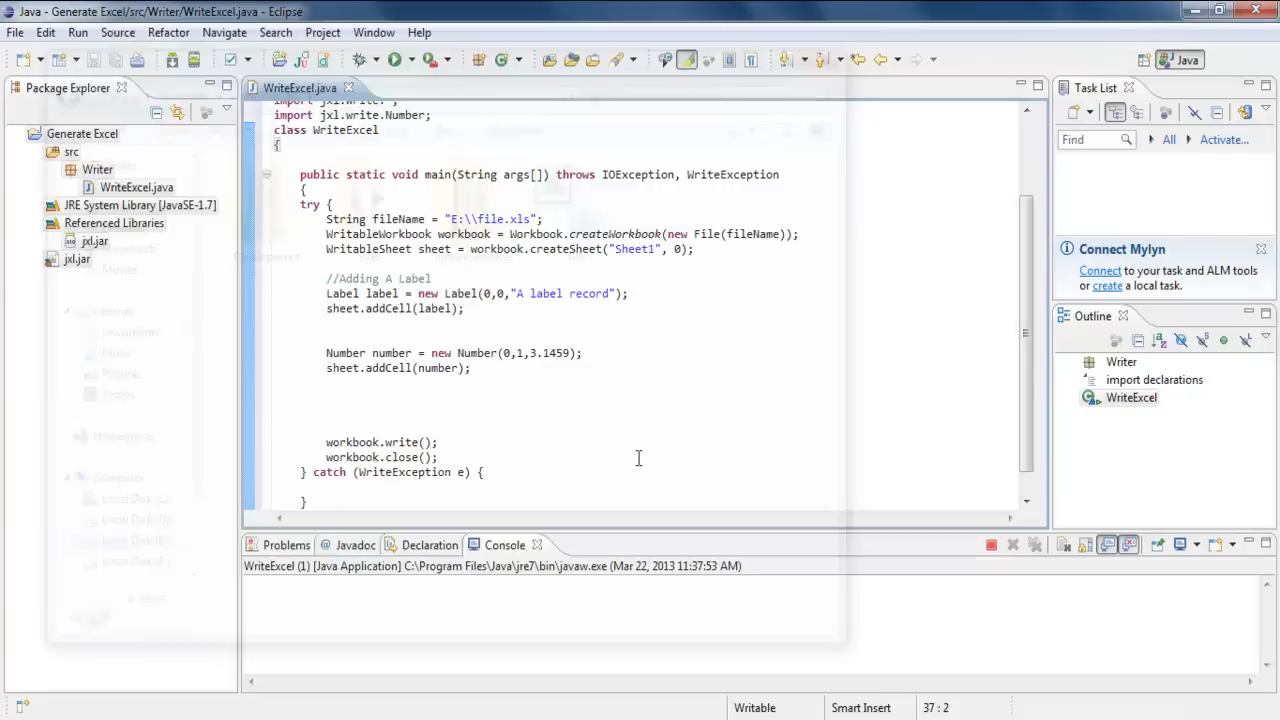 Java - Generate Excel/src/Writer/WriteExcel.java - Eclipse
File Edit Run Source Refactor Navigate Search Project Window Help
Java
Package Explorer
Generate Excel
src
Writer
WriteExcel.java
JRE System Library [JavaSE-1.7]
Referenced Libraries
jxl.jar
jxl.jar
WriteExcel.java
import jxl.write.*;
import jxl.write.Number;
class WriteExcel
{
public static void main(String args[]) throws IOException, WriteException
{
try {
String fileName = "E:\\file.xls";
WritableWorkbook workbook = Workbook.createWorkbook(new File(fileName));
WritableSheet sheet = workbook.createSheet("Sheet1", 0);
//Adding A Label
Label label = new Label(0,0,"A label record");
sheet.addCell(label);
Number number = new Number(0,1,3.1459);
sheet.addCell(number);
workbook.write();
workbook.close();
} catch (WriteException e) {
}
Task List
Find All Activate...
Connect Mylyn
Connect to your task and ALM tools
or create a local task.
Outline
Writer
import declarations
WriteExcel
Problems @ Javadoc Declaration Console
WriteExcel (1) [Java Application] C:\Program Files\Java\jre7\bin\javaw.exe (Mar 22, 2013 11:37:53 AM)
Writable Smart Insert 37 : 2